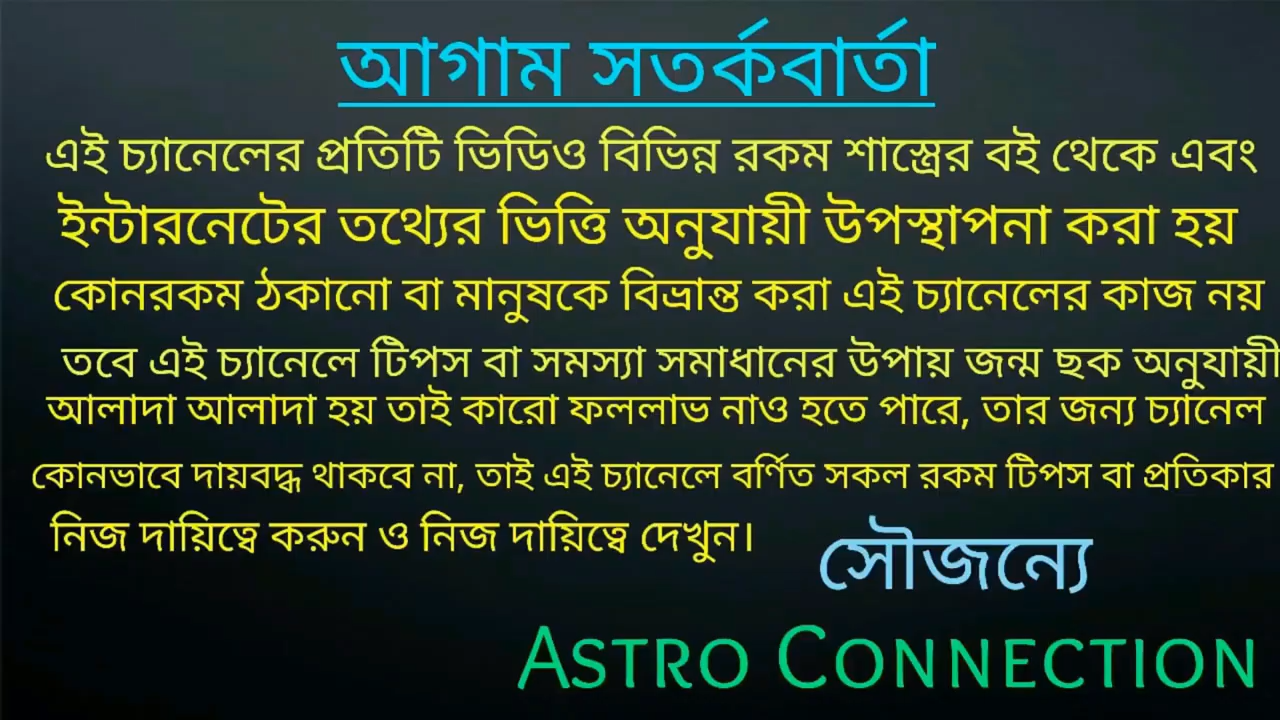 আগাম সতর্কবার্তা
এই চ্যানেলের প্রতিটি ভিডিও বিভিন্ন রকম শাস্ত্রের বই থেকে এবং
ইন্টারনেটের তথ্যের ভিত্তি অনুযায়ী উপস্থাপনা করা হয়
কোনরকম ঠকানো বা মানুষকে বিভ্রান্ত করা এই চ্যানেলের কাজ নয়
তবে এই চ্যানেলে টিপস বা সমস্যা সমাধানের উপায় জন্ম ছক অনুযায়ী
আলাদা আলাদা হয় তাই কারো ফললাভ নাও হতে পারে, তার জন্য চ্যানেল
কোনভাবে দায়বদ্ধ থাকবে না, তাই এই চ্যানেলে বর্ণিত সকল রকম টিপস বা প্রতিকার
নিজ দায়িত্বে করুন ও নিজ দায়িত্বে দেখুন।
সৌজন্যে
ASTRO CONNECTION